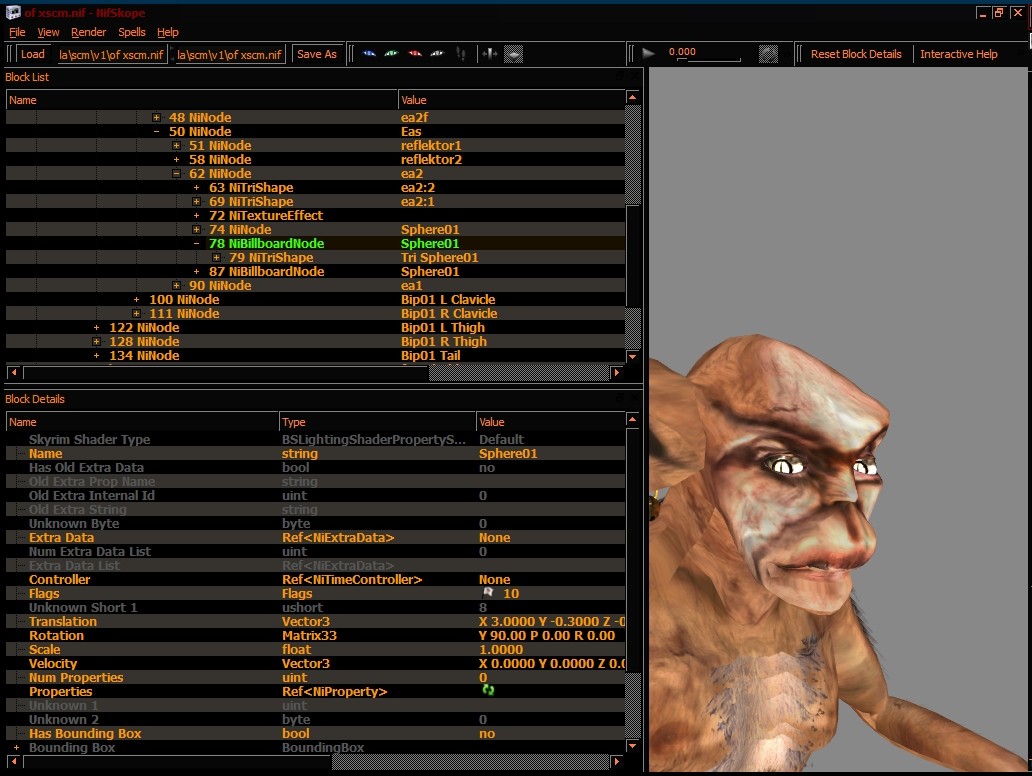 of xscm.nif - NifSkope
File View Render Spells Help
Load la\scm\v1\of xscm.nif la\scm\v1\of xscm.nif Save As 0.000 Reset Block Details Interactive Help
Block List
Name Value
48 NiNode ea2f
50 NiNode Eas
51 NiNode reflektor1
58 NiNode reflektor2
62 NiNode ea2
63 NiTriShape ea2:2
69 NiTriShape ea2:1
72 NiTextureEffect
74 NiNode Sphere01
78 NiBillboardNode Sphere01
79 NiTriShape Tri Sphere01
87 NiBillboardNode Sphere01
90 NiNode ea1
100 NiNode Bip01 L Clavicle
111 NiNode Bip01 R Clavicle
122 NiNode Bip01 L Thigh
128 NiNode Bip01 R Thigh
134 NiNode Bip01 Tail
Block Details
Name Type Value
Skyrim Shader Type BSLightingShaderPropertyS... Default
Name string Sphere01
Has Old Extra Data bool no
Old Extra Prop Name string
Old Extra Internal Id uint 0
Old Extra String string
Unknown Byte byte 0
Extra Data Ref<NiExtraData> None
Num Extra Data List uint 0
Extra Data List Ref<NiExtraData>
Controller Ref<NiTimeController> None
Flags Flags 10
Unknown Short 1 ushort 8
Translation Vector3 X 3.0000 Y -0.3000 Z -0
Rotation Matrix33 Y 90.00 P 0.00 R 0.00
Scale float 1.0000
Velocity Vector3 X 0.0000 Y 0.0000 Z 0.0
Num Properties uint 0
Properties Ref<NiProperty>
Unknown 1 uint
Unknown 2 byte 0
Has Bounding Box bool no
Bounding Box BoundingBox